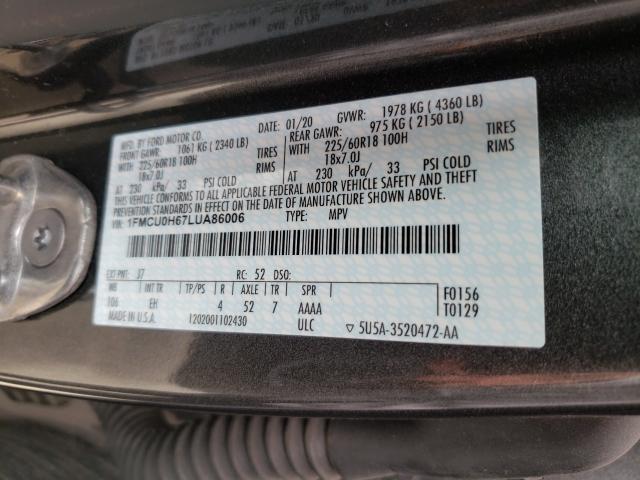 MFD. BY FORD MOTOR CO.
DATE: 01/20 GVWR: 1978 KG ( 4360 LB)
FRONT GAWR: 1061 KG ( 2340 LB)
REAR GAWR: 975 KG ( 2150 LB)
WITH 225/60R18 100H TIRES
WITH 225/60R18 100H TIRES
18x7.0J RIMS
18x7.0J RIMS
AT 230 kPa/ 33 PSI COLD
AT 230 kPa/ 33 PSI COLD
THIS VEHICLE CONFORMS TO ALL APPLICABLE FEDERAL MOTOR VEHICLE SAFETY AND THEFT
PREVENTION STANDARDS IN EFFECT ON THE DATE OF MANUFACTURE SHOWN ABOVE.
VIN: 1FMCU0H67LUA86006 TYPE: MPV
EXT PNT: J7 RC: 52 DSO:
WB INT TR TP/PS R AXLE TR SPR
106 EH 4 52 7 AAAA
F0156
T0129
MADE IN U.S.A. 1202001102430 ULC ▽ 5U5A-3520472-AA